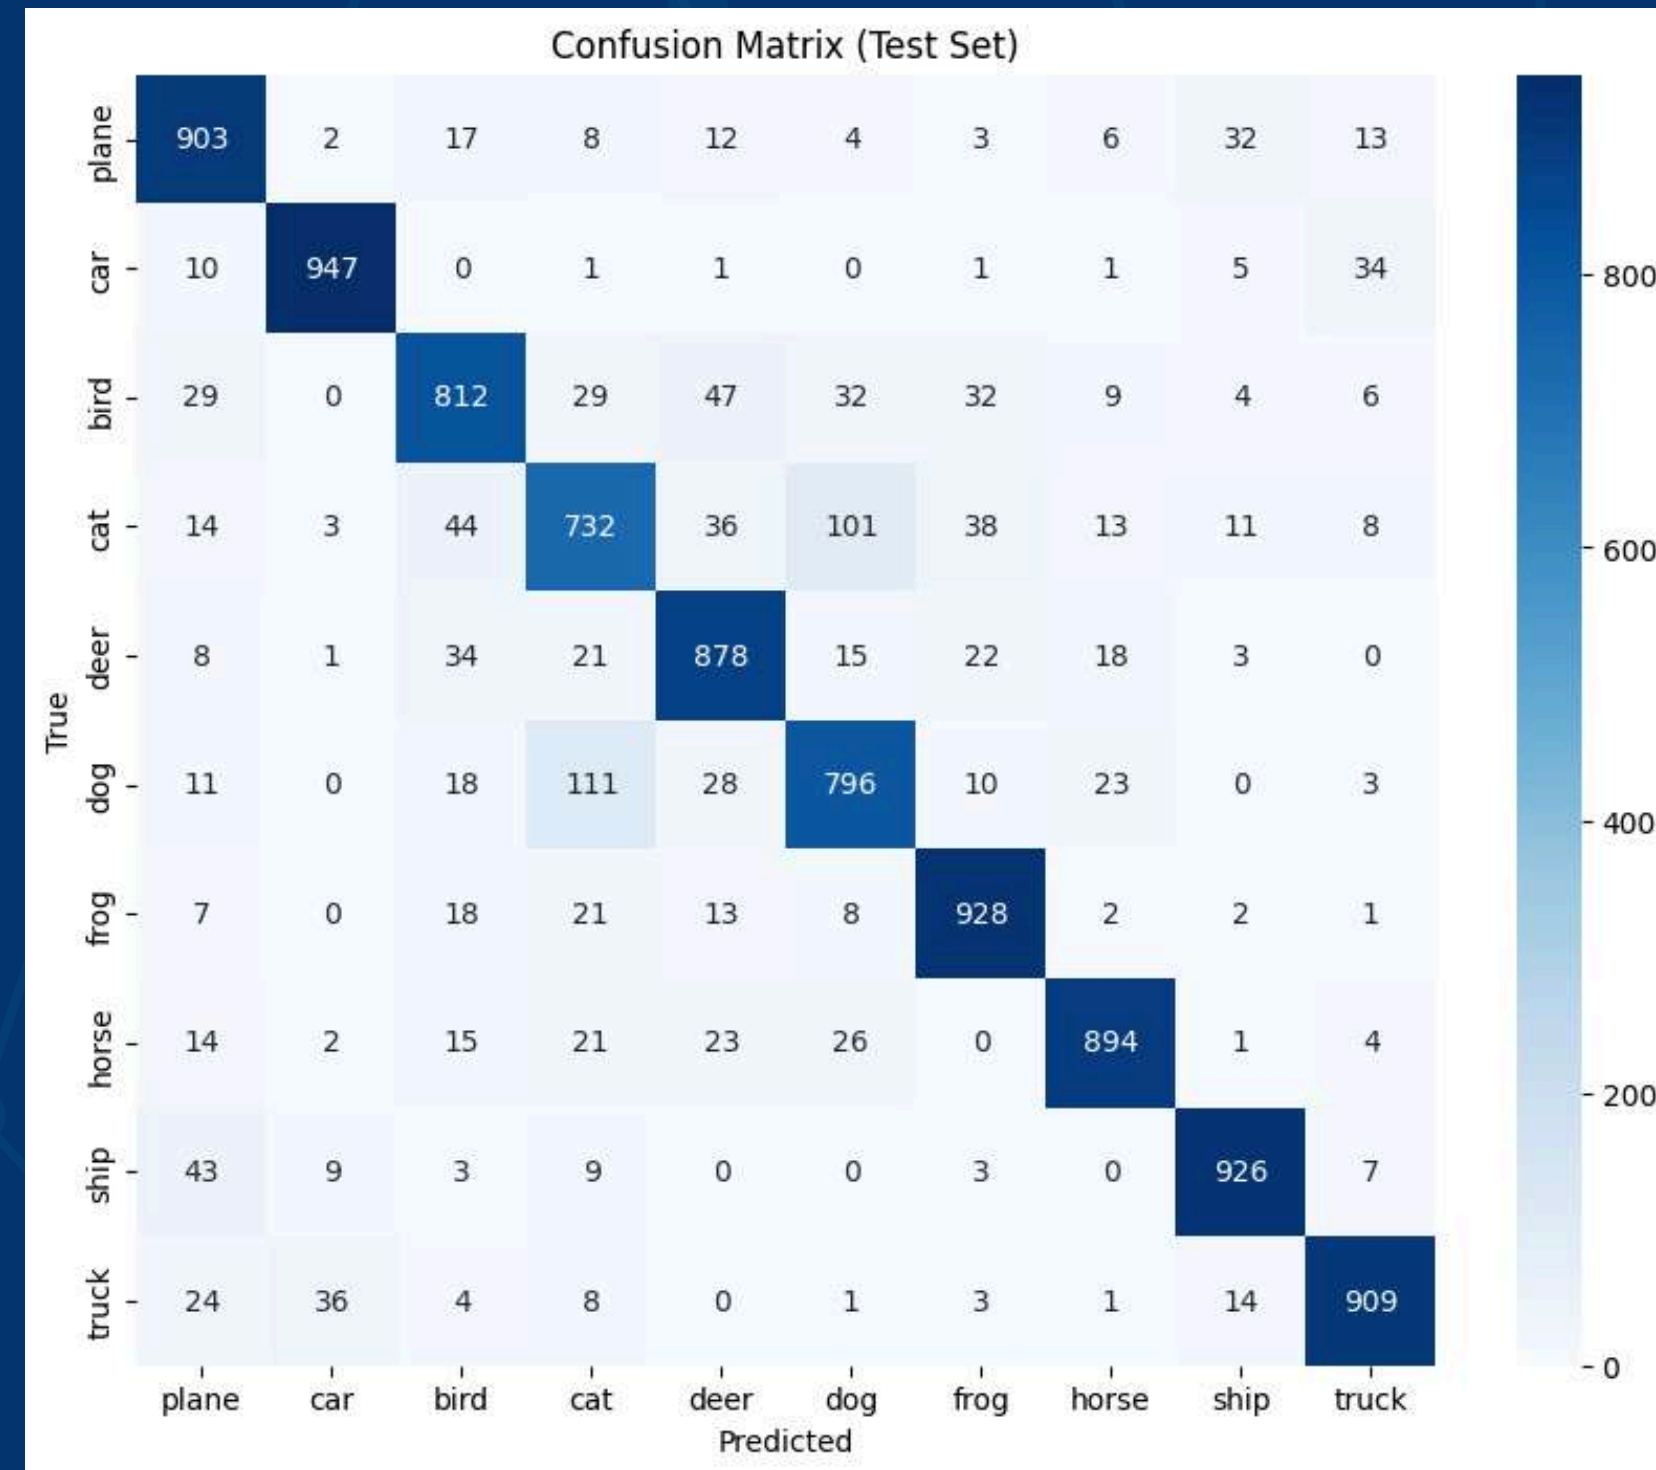 Confusion Matrix (Test Set)
plane 903 2 17 8 12 4 3 6 32 13
car 10 947 0 1 1 0 1 1 5 34
bird 29 0 812 29 47 32 32 9 4 6
cat 14 3 44 732 36 101 38 13 11 8
deer 8 1 34 21 878 15 22 18 3 0
dog 11 0 18 111 28 796 10 23 0 3
frog 7 0 18 21 13 8 928 2 2 1
horse 14 2 15 21 23 26 0 894 1 4
ship 43 9 3 9 0 0 3 0 926 7
truck 24 36 4 8 0 1 3 1 14 909
plane car bird cat deer dog frog horse ship truck
Predicted
True
800
600
400
200
0